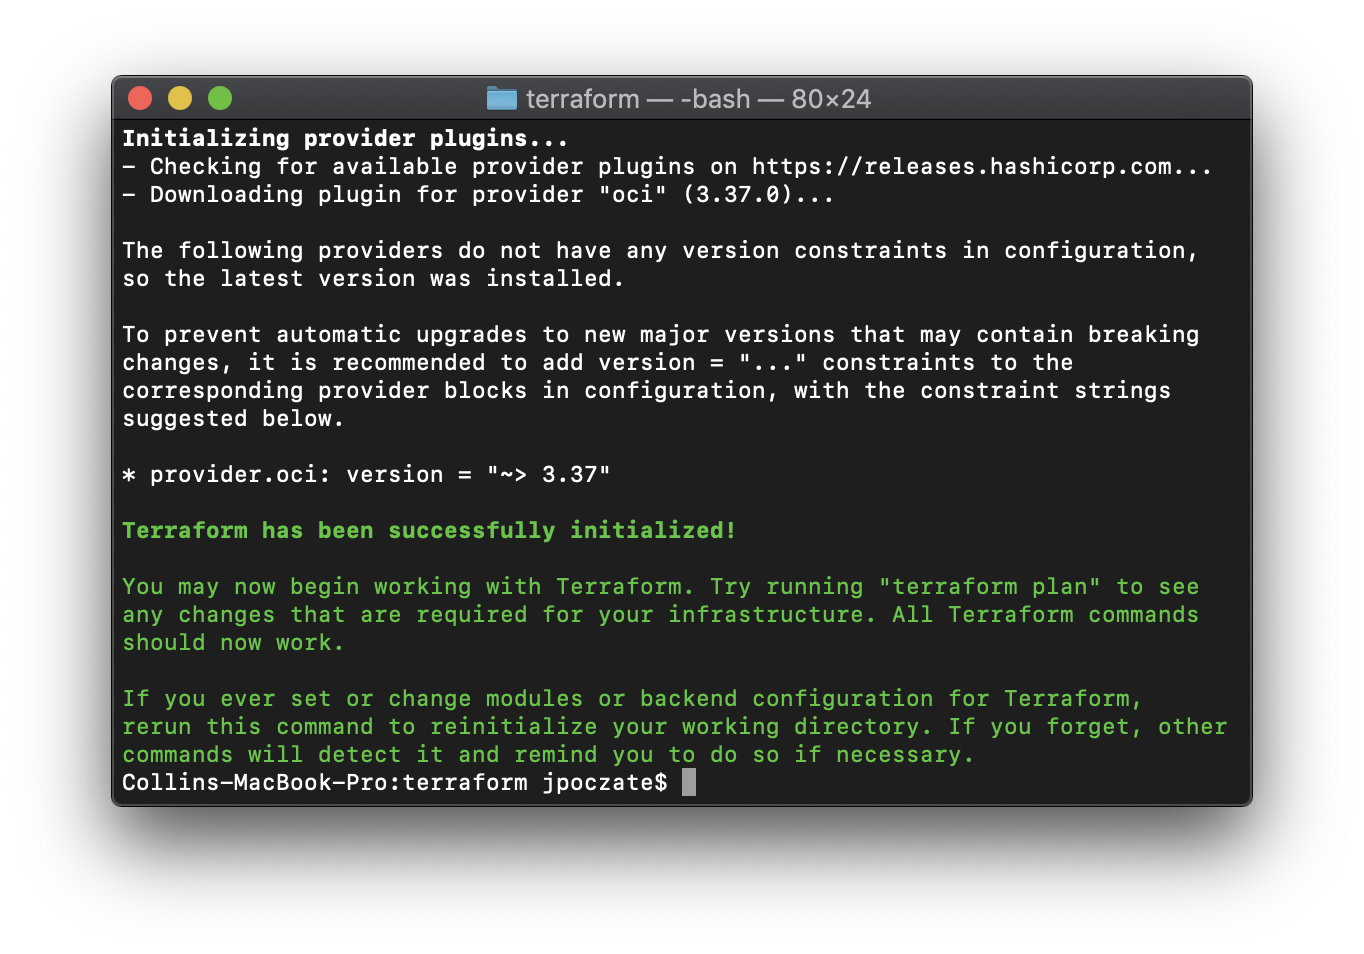 terraform — -bash — 80×24
Initializing provider plugins...
- Checking for available provider plugins on https://releases.hashicorp.com...
- Downloading plugin for provider "oci" (3.37.0)...
The following providers do not have any version constraints in configuration,
so the latest version was installed.
To prevent automatic upgrades to new major versions that may contain breaking
changes, it is recommended to add version = "..." constraints to the
corresponding provider blocks in configuration, with the constraint strings
suggested below.
* provider.oci: version = "~> 3.37"
Terraform has been successfully initialized!
You may now begin working with Terraform. Try running "terraform plan" to see
any changes that are required for your infrastructure. All Terraform commands
should now work.
If you ever set or change modules or backend configuration for Terraform,
rerun this command to reinitialize your working directory. If you forget, other
commands will detect it and remind you to do so if necessary.
Collins-MacBook-Pro:terraform jpoczate$